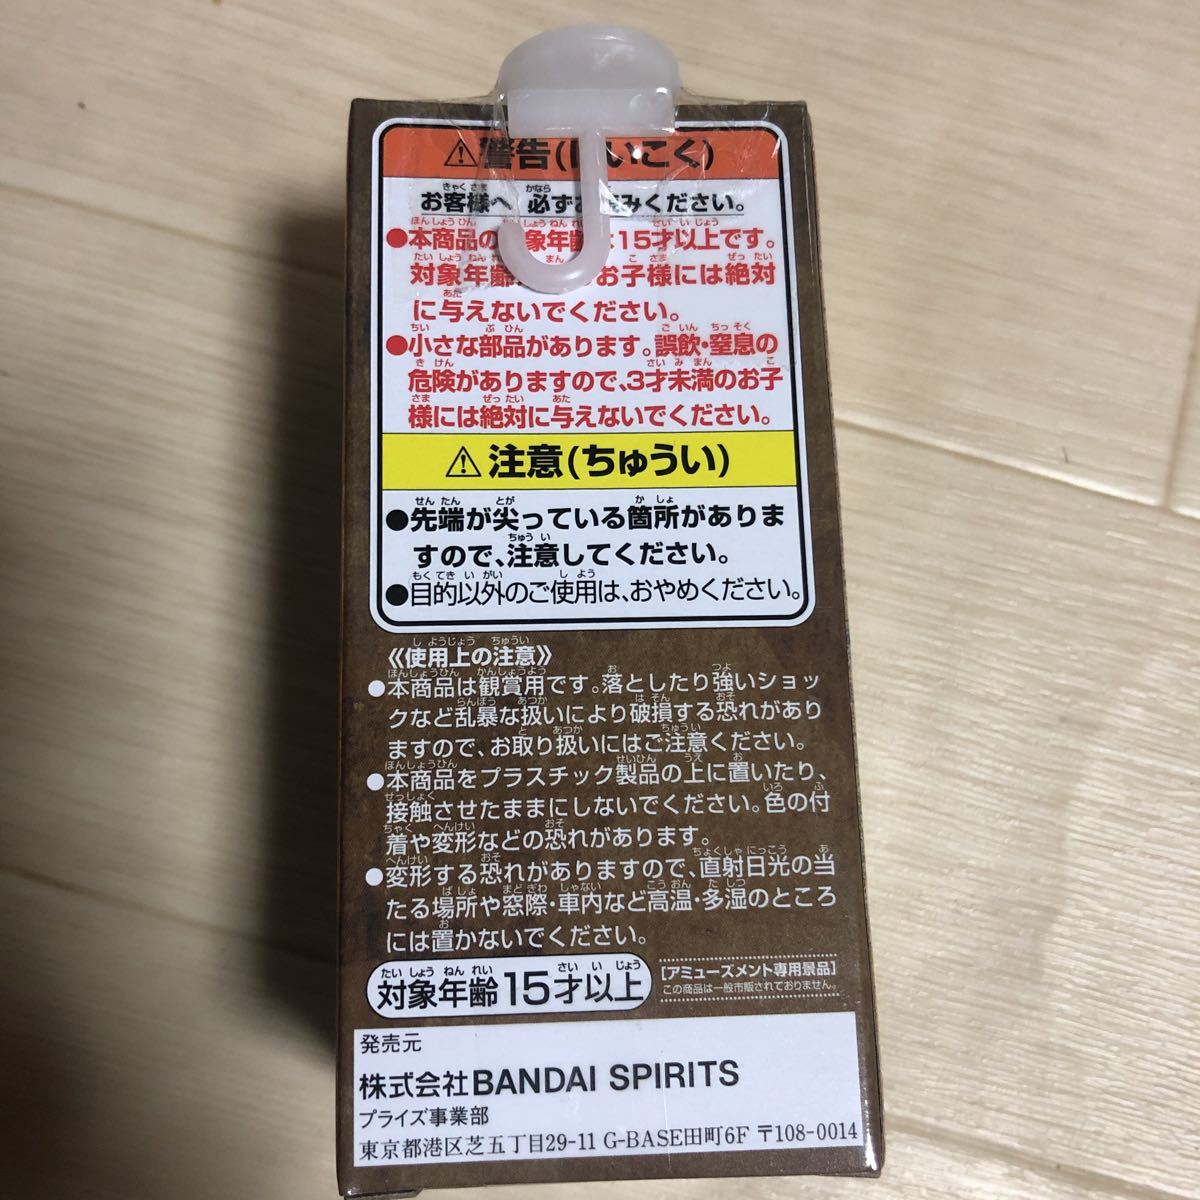 ⚠警告(けいこく)
お客様へ 必ずお読みください。
●本商品の対象年齢は15才以上です。
対象年齢未満のお子様には絶対
に与えないでください。
●小さな部品があります。誤飲・窒息の
危険がありますので、3才未満のお子
様には絶対に与えないでください。
⚠注意(ちゅうい)
●先端が尖っている箇所がありま
すので、注意してください。
●目的以外のご使用は、おやめください。
《使用上の注意》
●本商品は観賞用です。落としたり強いショッ
クなど乱暴な扱いにより破損する恐れがあり
ますので、お取り扱いにはご注意ください。
●本商品をプラスチック製品の上に置いたり、
接触させたままにしないでください。色の付
着や変形などの恐れがあります。
●変形する恐れがありますので、直射日光の当
たる場所や窓際・車内など高温・多湿のところ
には置かないでください。
対象年齢15才以上
[アミューズメント専用景品]
この商品は一般市販されておりません。
発売元
株式会社BANDAI SPIRITS
プライズ事業部
東京都港区芝五丁目29-11 G-BASE田町6F 〒108-0014